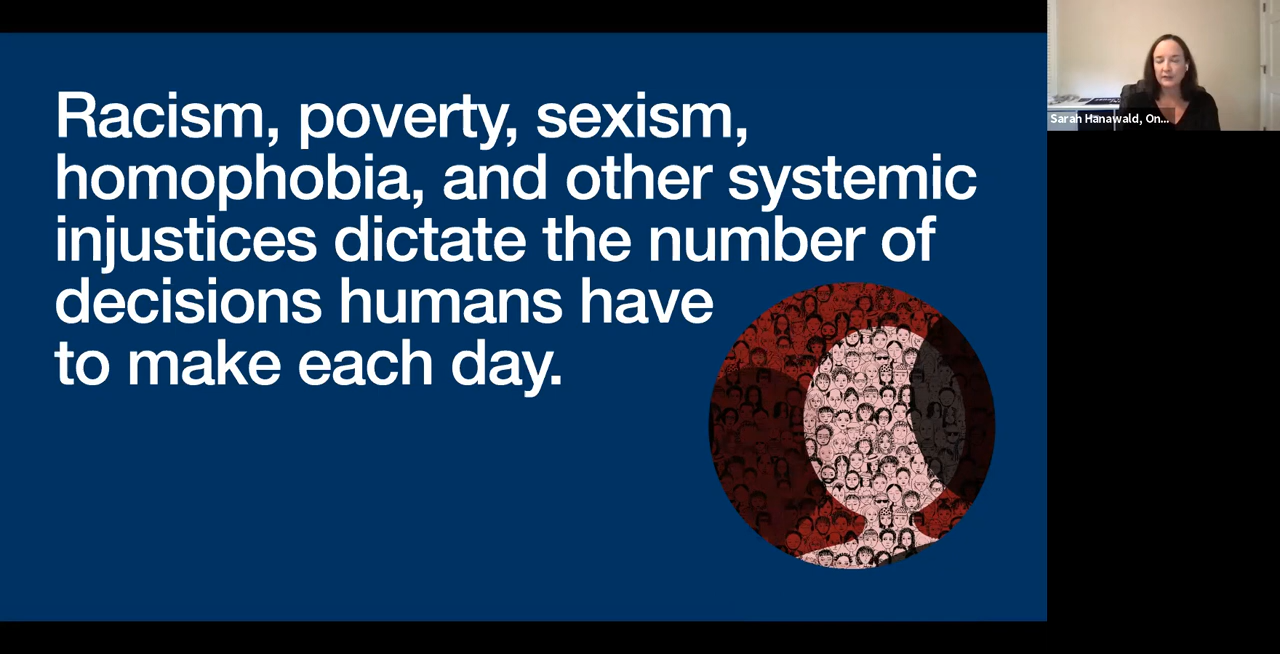 Racism, poverty, sexism,
homophobia, and other systemic
injustices dictate the number of
decisions humans have
to make each day.
Sarah Hanawald, On...